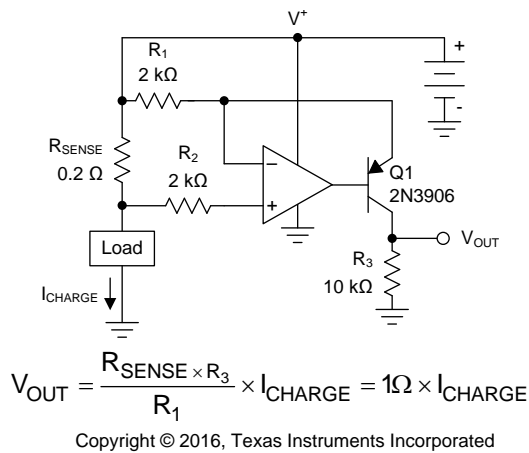 V+
R1
2 kΩ
+
-
RSENSE
0.2 Ω
R2
2 kΩ
−
+
Q1
2N3906
Load
VOUT
R3
10 kΩ
ICHARGE
VOUT = RSENSE × R3 / R1 × ICHARGE = 1Ω × ICHARGE
Copyright © 2016, Texas Instruments Incorporated